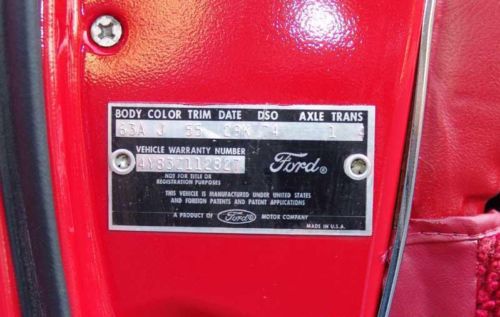 BODY COLOR TRIM DATE DSO AXLE TRANS
63A J 55 28K 74 1
VEHICLE WARRANTY NUMBER
4Y83Z112827
Ford®
NOT FOR TITLE OR
REGISTRATION PURPOSES
THIS VEHICLE IS MANUFACTURED UNDER UNITED STATES
AND FOREIGN PATENTS AND PATENT APPLICATIONS
A PRODUCT OF Ford MOTOR COMPANY
MADE IN U.S.A.